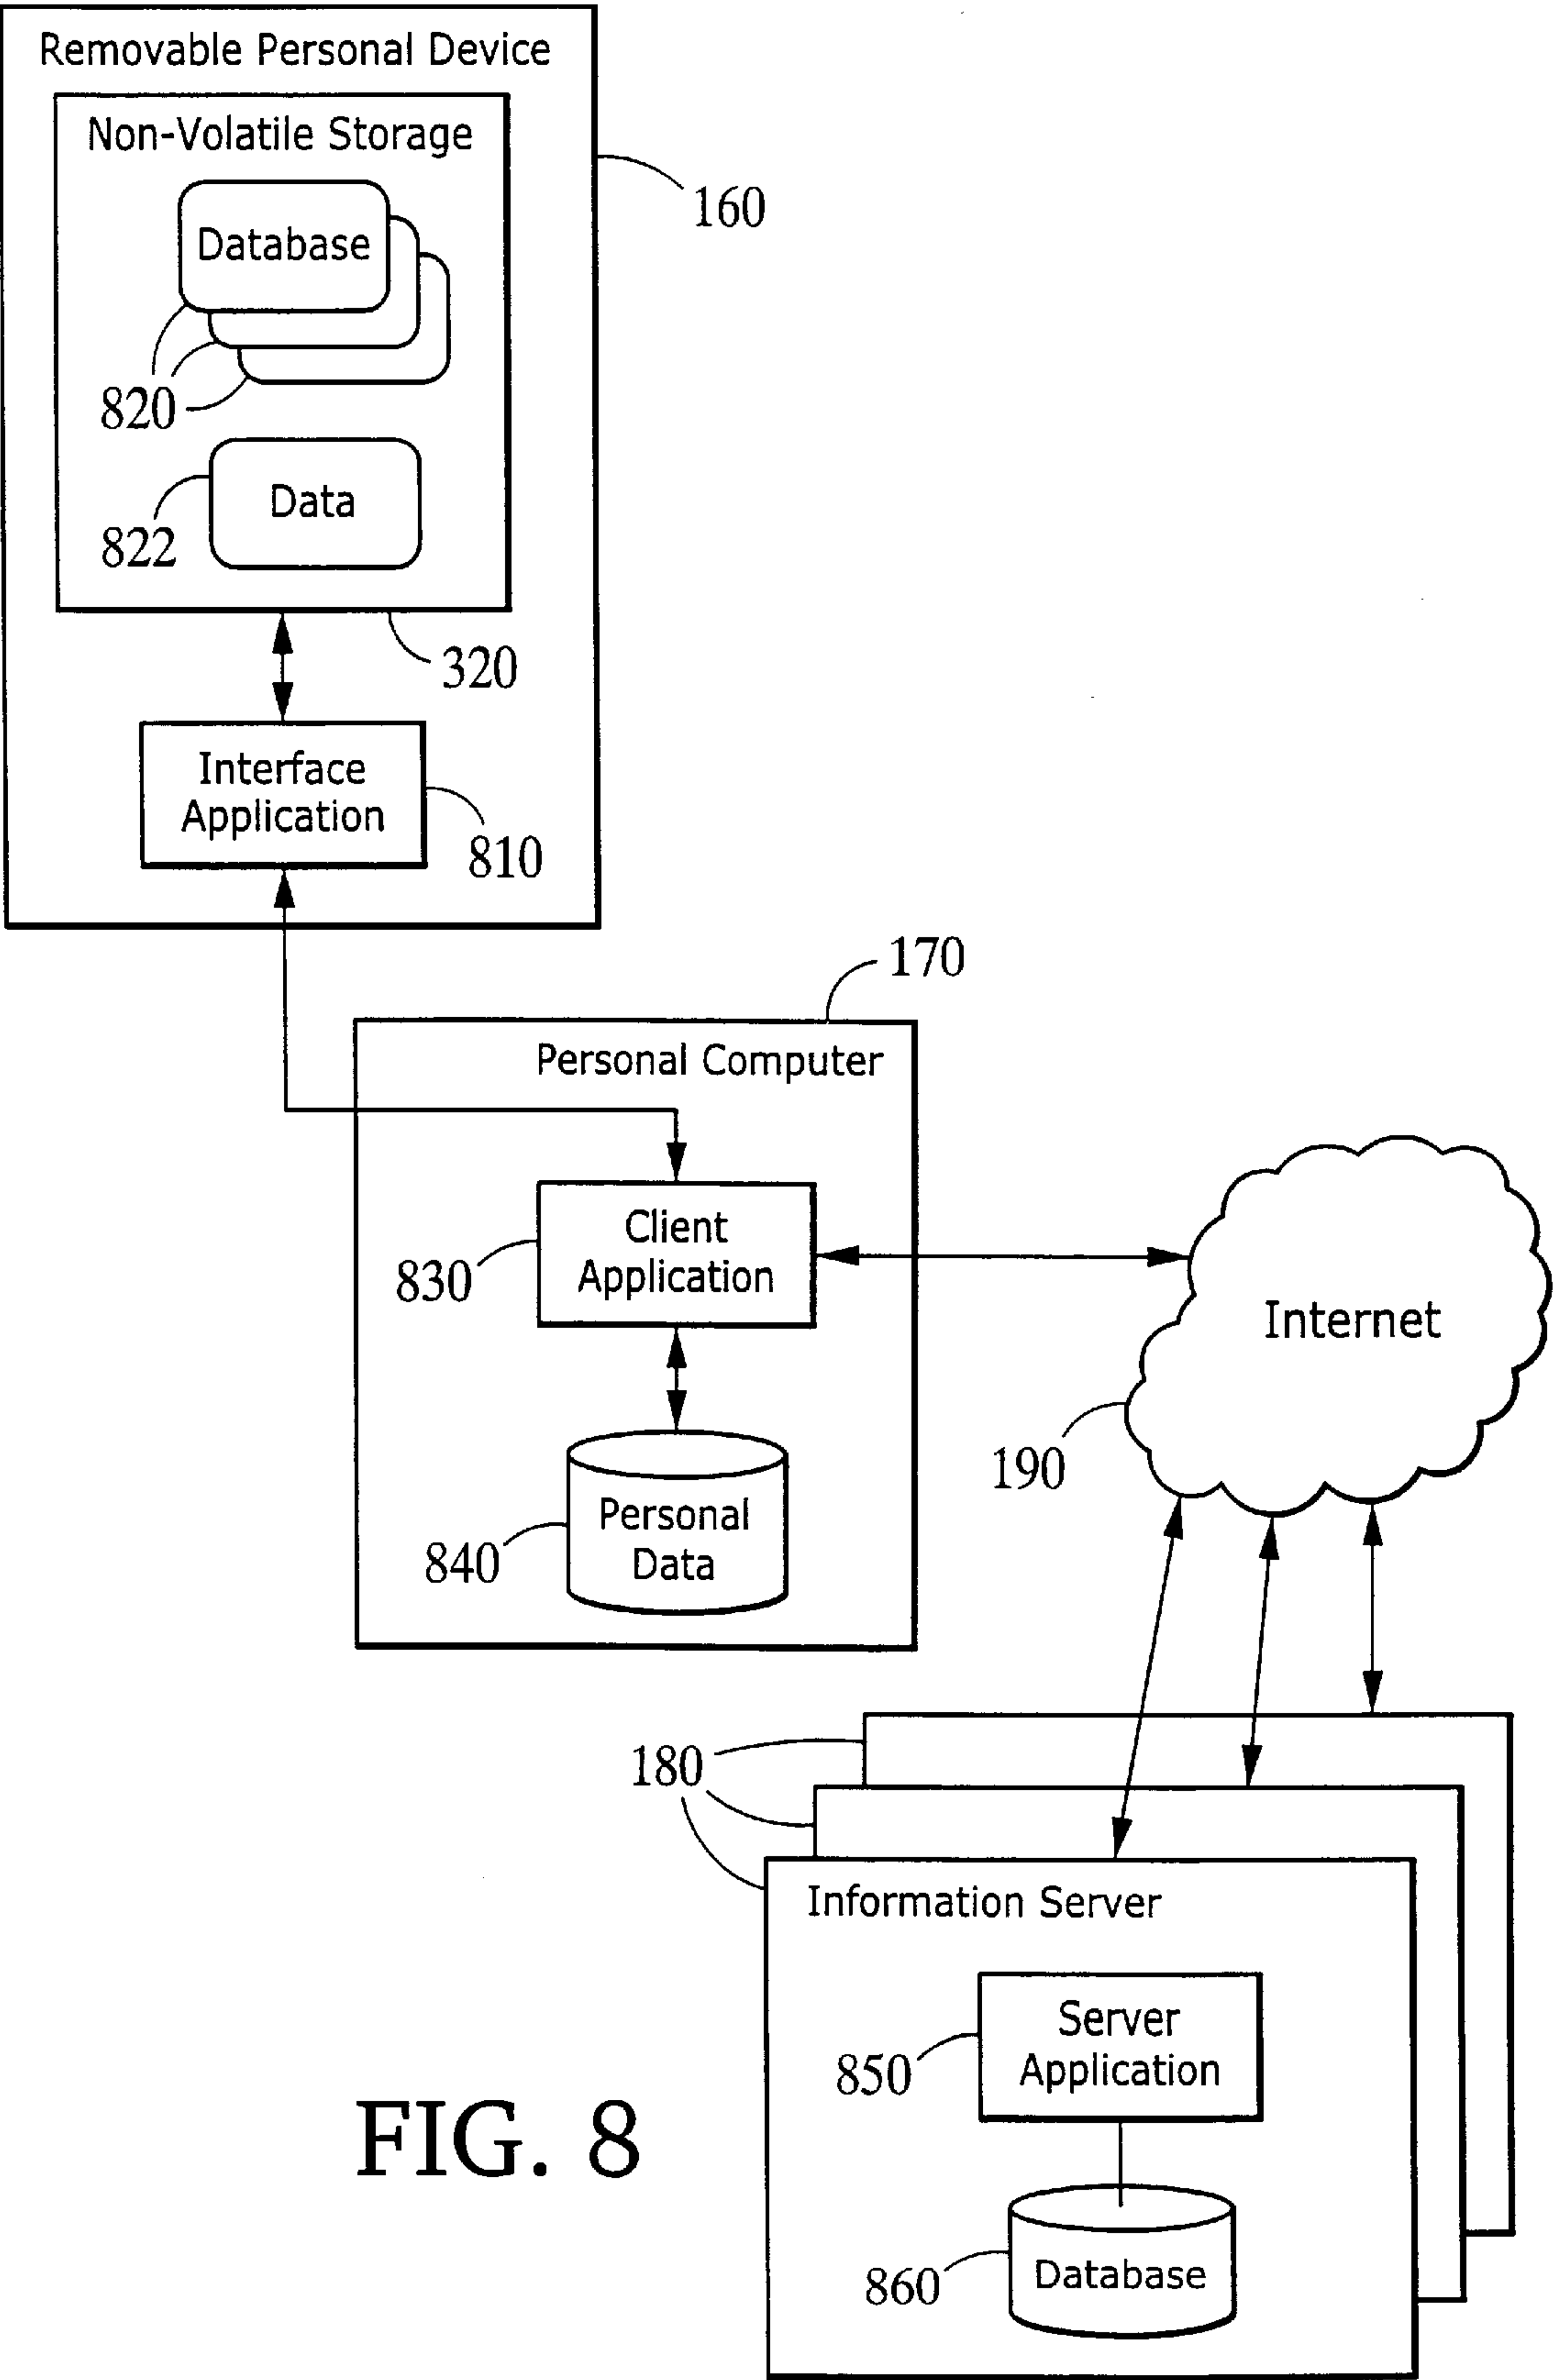 Removable Personal Device
Non-Volatile Storage
Database
160
820
Data
822
320
Interface
Application
810
170
Personal Computer
Client
Application
830
Internet
190
Personal
Data
840
180
Information Server
Server
Application
850
FIG. 8
Database
860